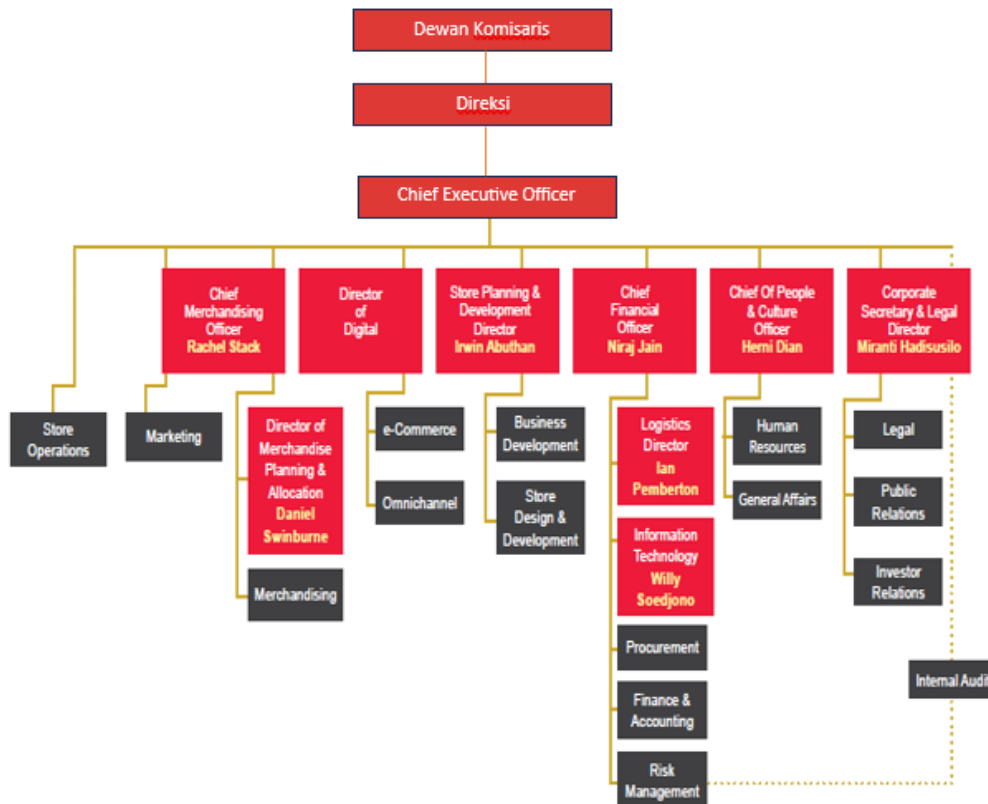 Dewan Komisaris
Direksi
Chief Executive Officer
Chief
Merchandising
Officer
Rachel Stack
Director
of
Digital
Store Planning &
Development
Director
Irwin Abuthan
Chief
Financial
Officer
Niraj Jain
Chief Of People
& Culture
Officer
Herni Dian
Corporate
Secretary & Legal
Director
Miranti Hadisusilo
Store
Operations
Marketing
Director of
Merchandise
Planning &
Allocation
Daniel
Swinburne
Merchandising
e-Commerce
Omnichannel
Business
Development
Store
Design &
Development
Logistics
Director
Ian
Pemberton
Information
Technology
Willy
Soedjono
Procurement
Finance &
Accounting
Risk
Management
Human
Resources
General Affairs
Legal
Public
Relations
Investor
Relations
Internal Audit